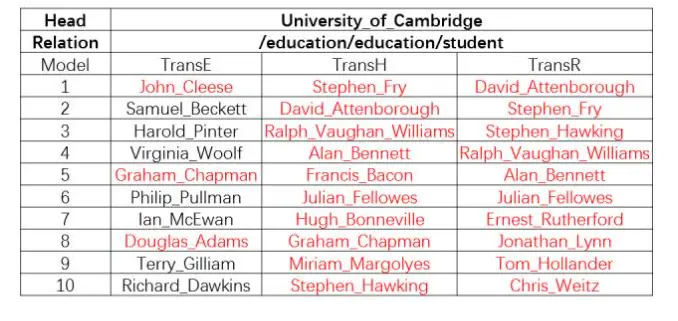 Head University_of_Cambridge
Relation /education/education/student
Model TransE TransH TransR
1 John_Cleese Stephen_Fry David_Attenborough
2 Samuel_Beckett David_Attenborough Stephen_Fry
3 Harold_Pinter Ralph_Vaughan_Williams Stephen_Hawking
4 Virginia_Woolf Alan_Bennett Ralph_Vaughan_Williams
5 Graham_Chapman Francis_Bacon Alan_Bennett
6 Philip_Pullman Julian_Fellowes Julian_Fellowes
7 Ian_McEwan Hugh_Bonneville Ernest_Rutherford
8 Douglas_Adams Graham_Chapman Jonathan_Lynn
9 Terry_Gilliam Miriam_Margolyes Tom_Hollander
10 Richard_Dawkins Stephen_Hawking Chris_Weitz